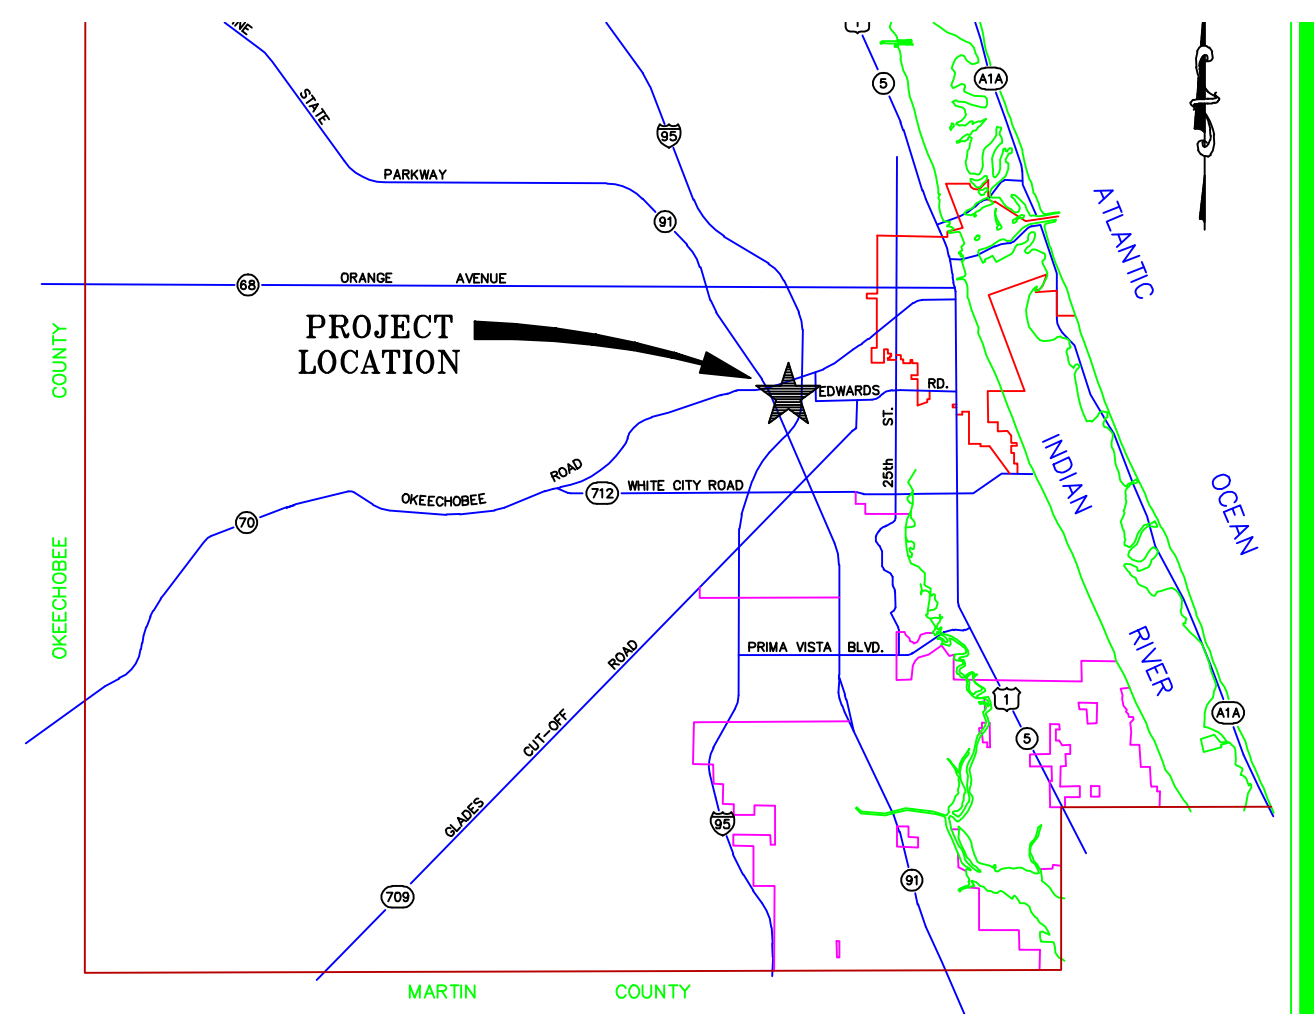 INE
1
STATE
5
A1A
95
PARKWAY
91
ATLANTIC
68
ORANGE AVENUE
PROJECT
LOCATION
COUNTY
EDWARDS RD.
ST.
25th
INDIAN
ROAD
712
WHITE CITY ROAD
OKEECHOBEE
70
OCEAN
OKEECHOBEE
ROAD
PRIMA VISTA BLVD.
RIVER
1
A1A
5
CUT-OFF
GLADES
95
709
91
MARTIN COUNTY